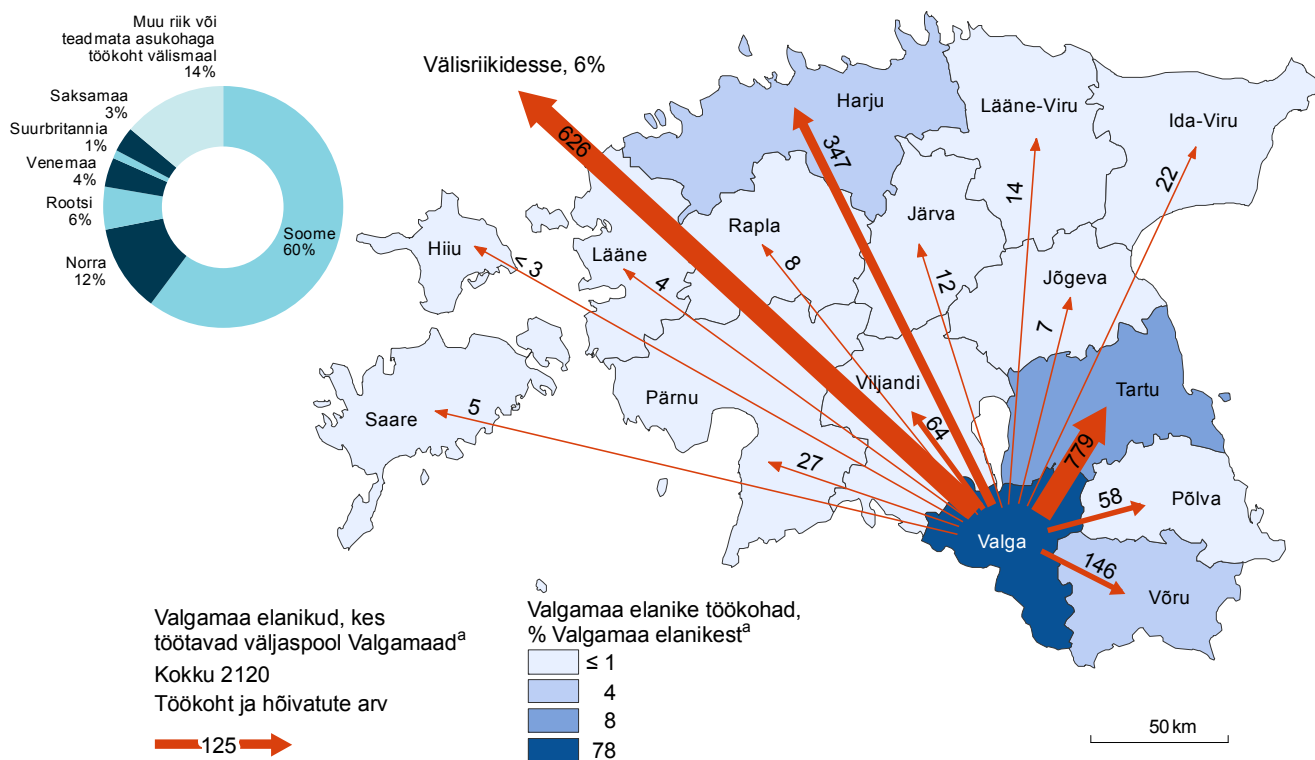 Muu riik või
teadmata asukohaga
töökoht välismaal
14%
Saksamaa
3%
Suurbritannia
1%
Venemaa
4%
Rootsi
6%
Norra
12%
Soome
60%
Välisriikidesse, 6%
626
Harju
347
Lääne-Viru
14
Ida-Viru
22
Hiiu
< 3
Lääne
4
Rapla
8
Järva
12
Jõgeva
7
Saare
5
Pärnu
27
Viljandi
64
Tartu
779
Põlva
58
Valga
Võru
146
Valgamaa elanikud, kes
töötavad väljaspool Valgamaadᵃ
Kokku 2120
Töökoht ja hõivatute arv
125
Valgamaa elanike töökohad,
% Valgamaa elanikestᵃ
≤ 1
4
8
78
50 km